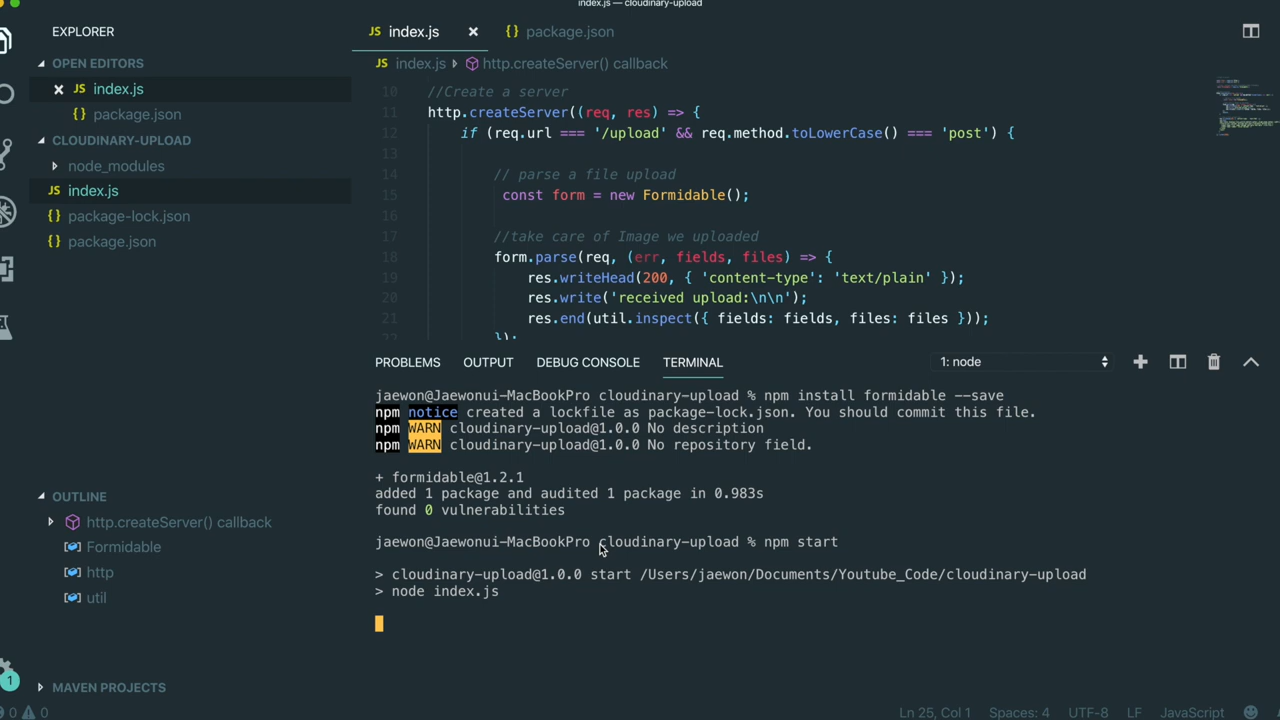 index.js — cloudinary-upload
EXPLORER
OPEN EDITORS
JS index.js
{} package.json
CLOUDINARY-UPLOAD
node_modules
JS index.js
{} package-lock.json
{} package.json
OUTLINE
http.createServer() callback
Formidable
http
util
MAVEN PROJECTS
1
0 0
JS index.js
{} package.json
JS index.js http.createServer() callback
10 //Create a server
11 http.createServer((req, res) => {
12 if (req.url === '/upload' && req.method.toLowerCase() === 'post') {
13
14 // parse a file upload
15 const form = new Formidable();
16
17 //take care of Image we uploaded
18 form.parse(req, (err, fields, files) => {
19 res.writeHead(200, { 'content-type': 'text/plain' });
20 res.write('received upload:\n\n');
21 res.end(util.inspect({ fields: fields, files: files }));
22 });
PROBLEMS OUTPUT DEBUG CONSOLE TERMINAL 1: node
jaewon@Jaewonui-MacBookPro cloudinary-upload % npm install formidable --save
npm notice created a lockfile as package-lock.json. You should commit this file.
npm WARN cloudinary-upload@1.0.0 No description
npm WARN cloudinary-upload@1.0.0 No repository field.
+ formidable@1.2.1
added 1 package and audited 1 package in 0.983s
found 0 vulnerabilities
jaewon@Jaewonui-MacBookPro cloudinary-upload % npm start
> cloudinary-upload@1.0.0 start /Users/jaewon/Documents/Youtube_Code/cloudinary-upload
> node index.js
Ln 25, Col 1 Spaces: 4 UTF-8 LF JavaScript